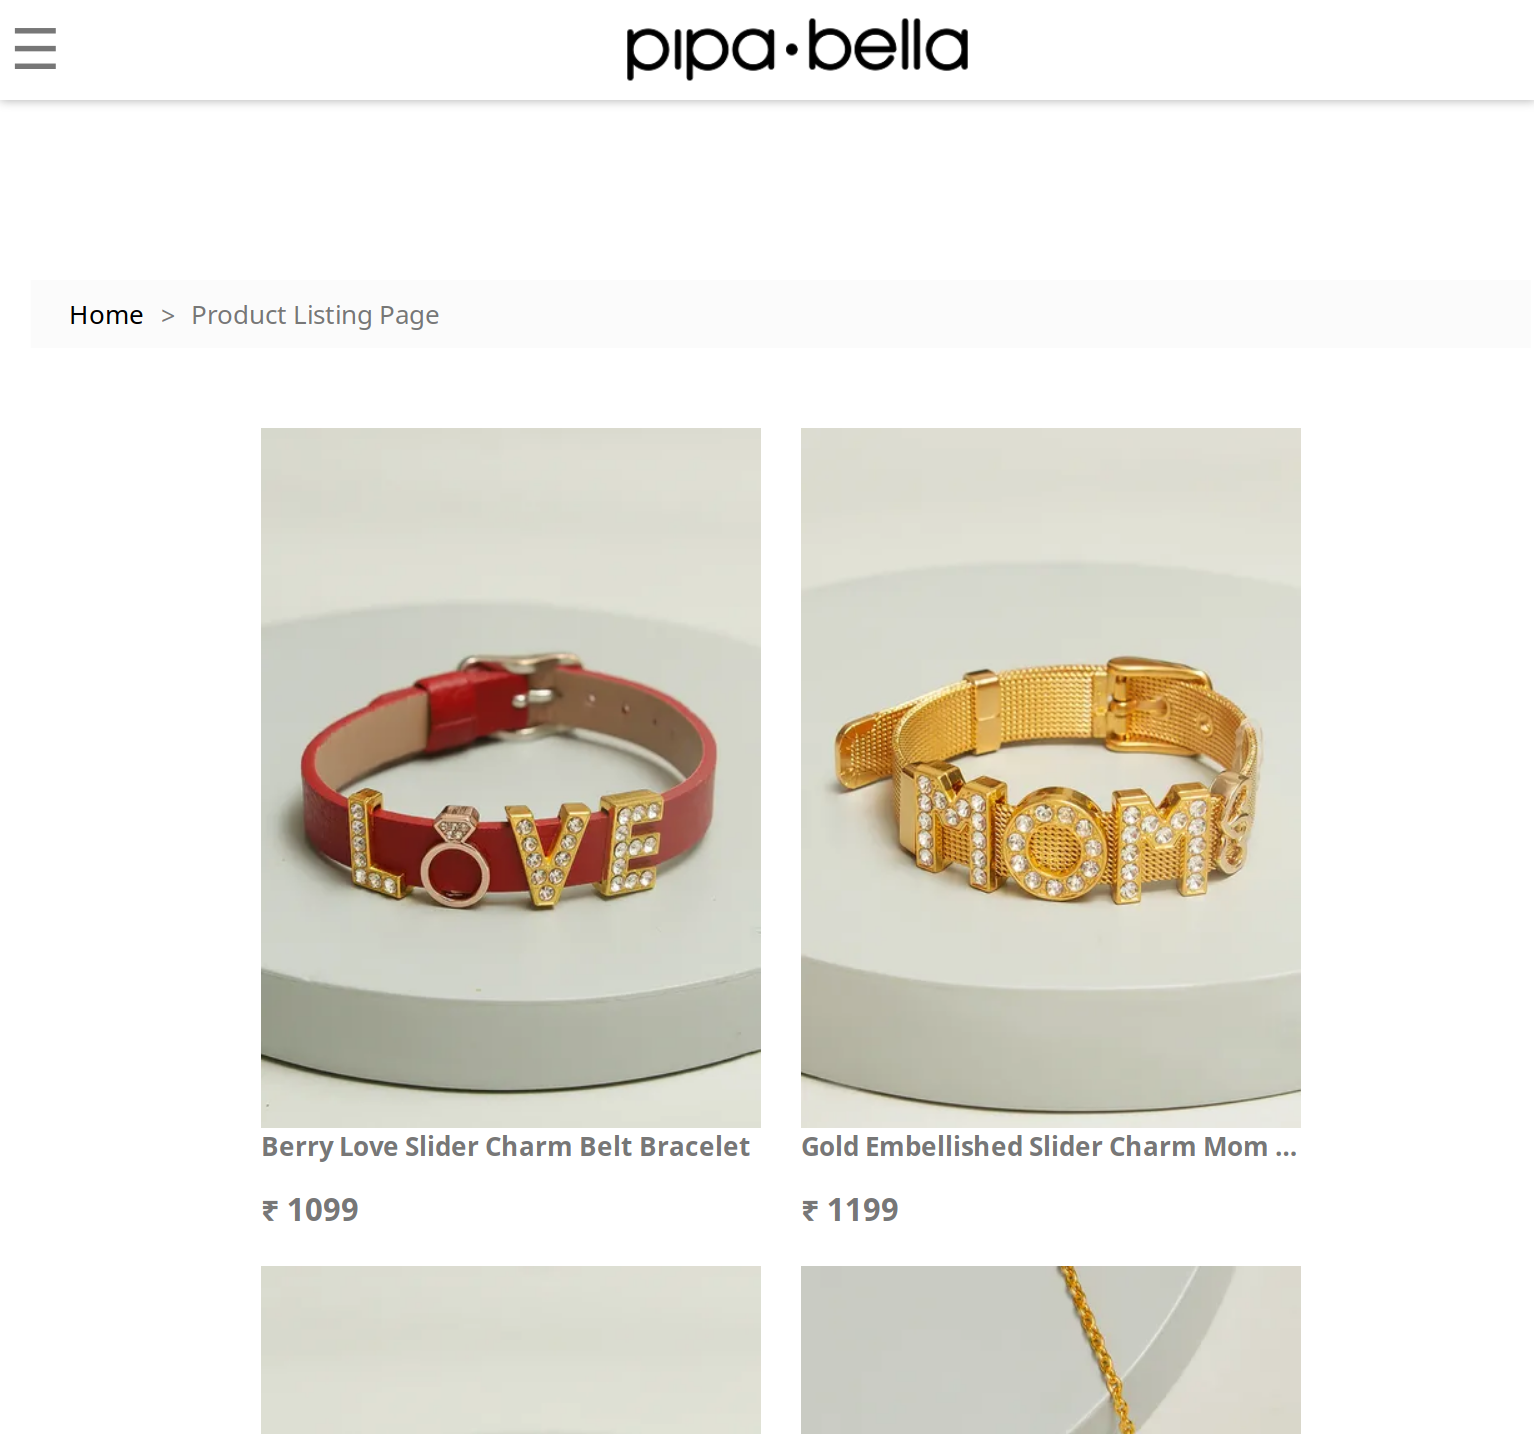 pipa•bella
Home > Product Listing Page
L VE
MOM
Berry Love Slider Charm Belt Bracelet
Gold Embellished Slider Charm Mom ...
₹ 1099
₹ 1199